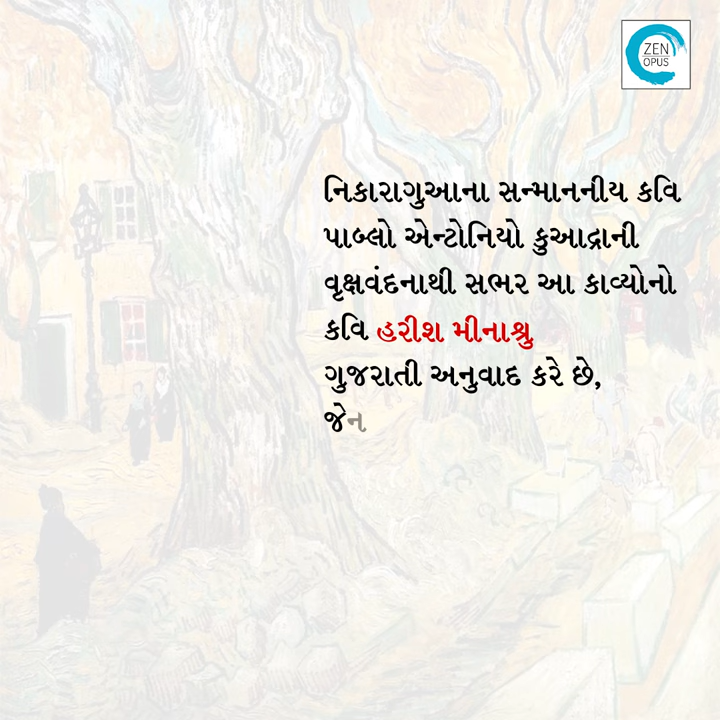 ZEN
OPUS
નિકારાગુઆના સન્માનનીય કવિ
પાબ્લો એન્ટોનિયો કુઆદ્રાની
વૃક્ષવંદનાથી સભર આ કાવ્યોનો
કવિ હરીશ મીનાશ્રુ
ગુજરાતી અનુવાદ કરે છે,
જેન